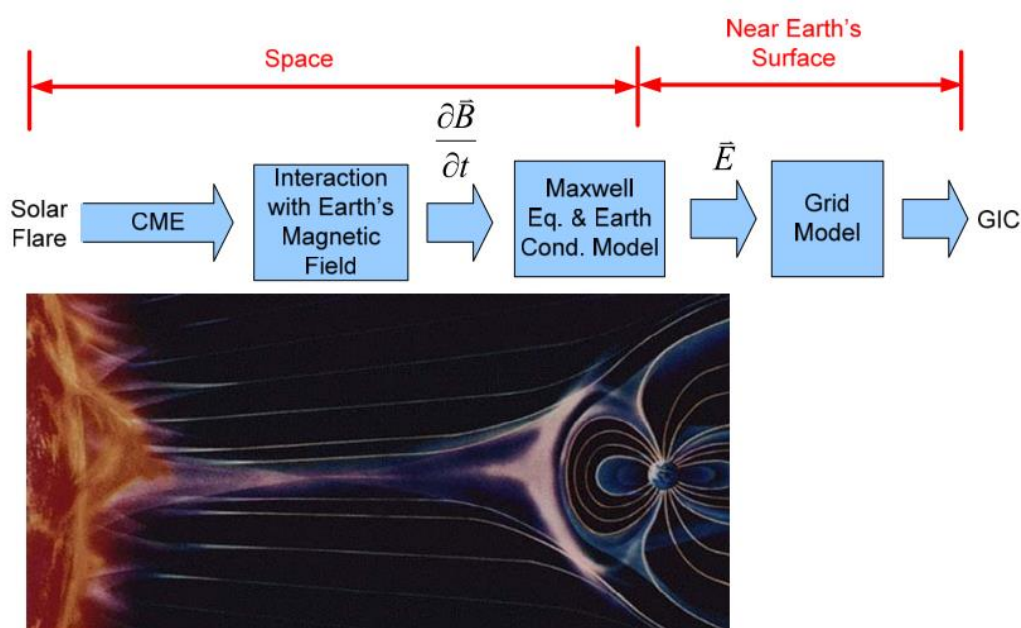 Space
Near Earth's
Surface
∂B⃗
∂t
E⃗
Solar
Flare
CME
Interaction
with Earth's
Magnetic
Field
Maxwell
Eq. & Earth
Cond. Model
Grid
Model
GIC